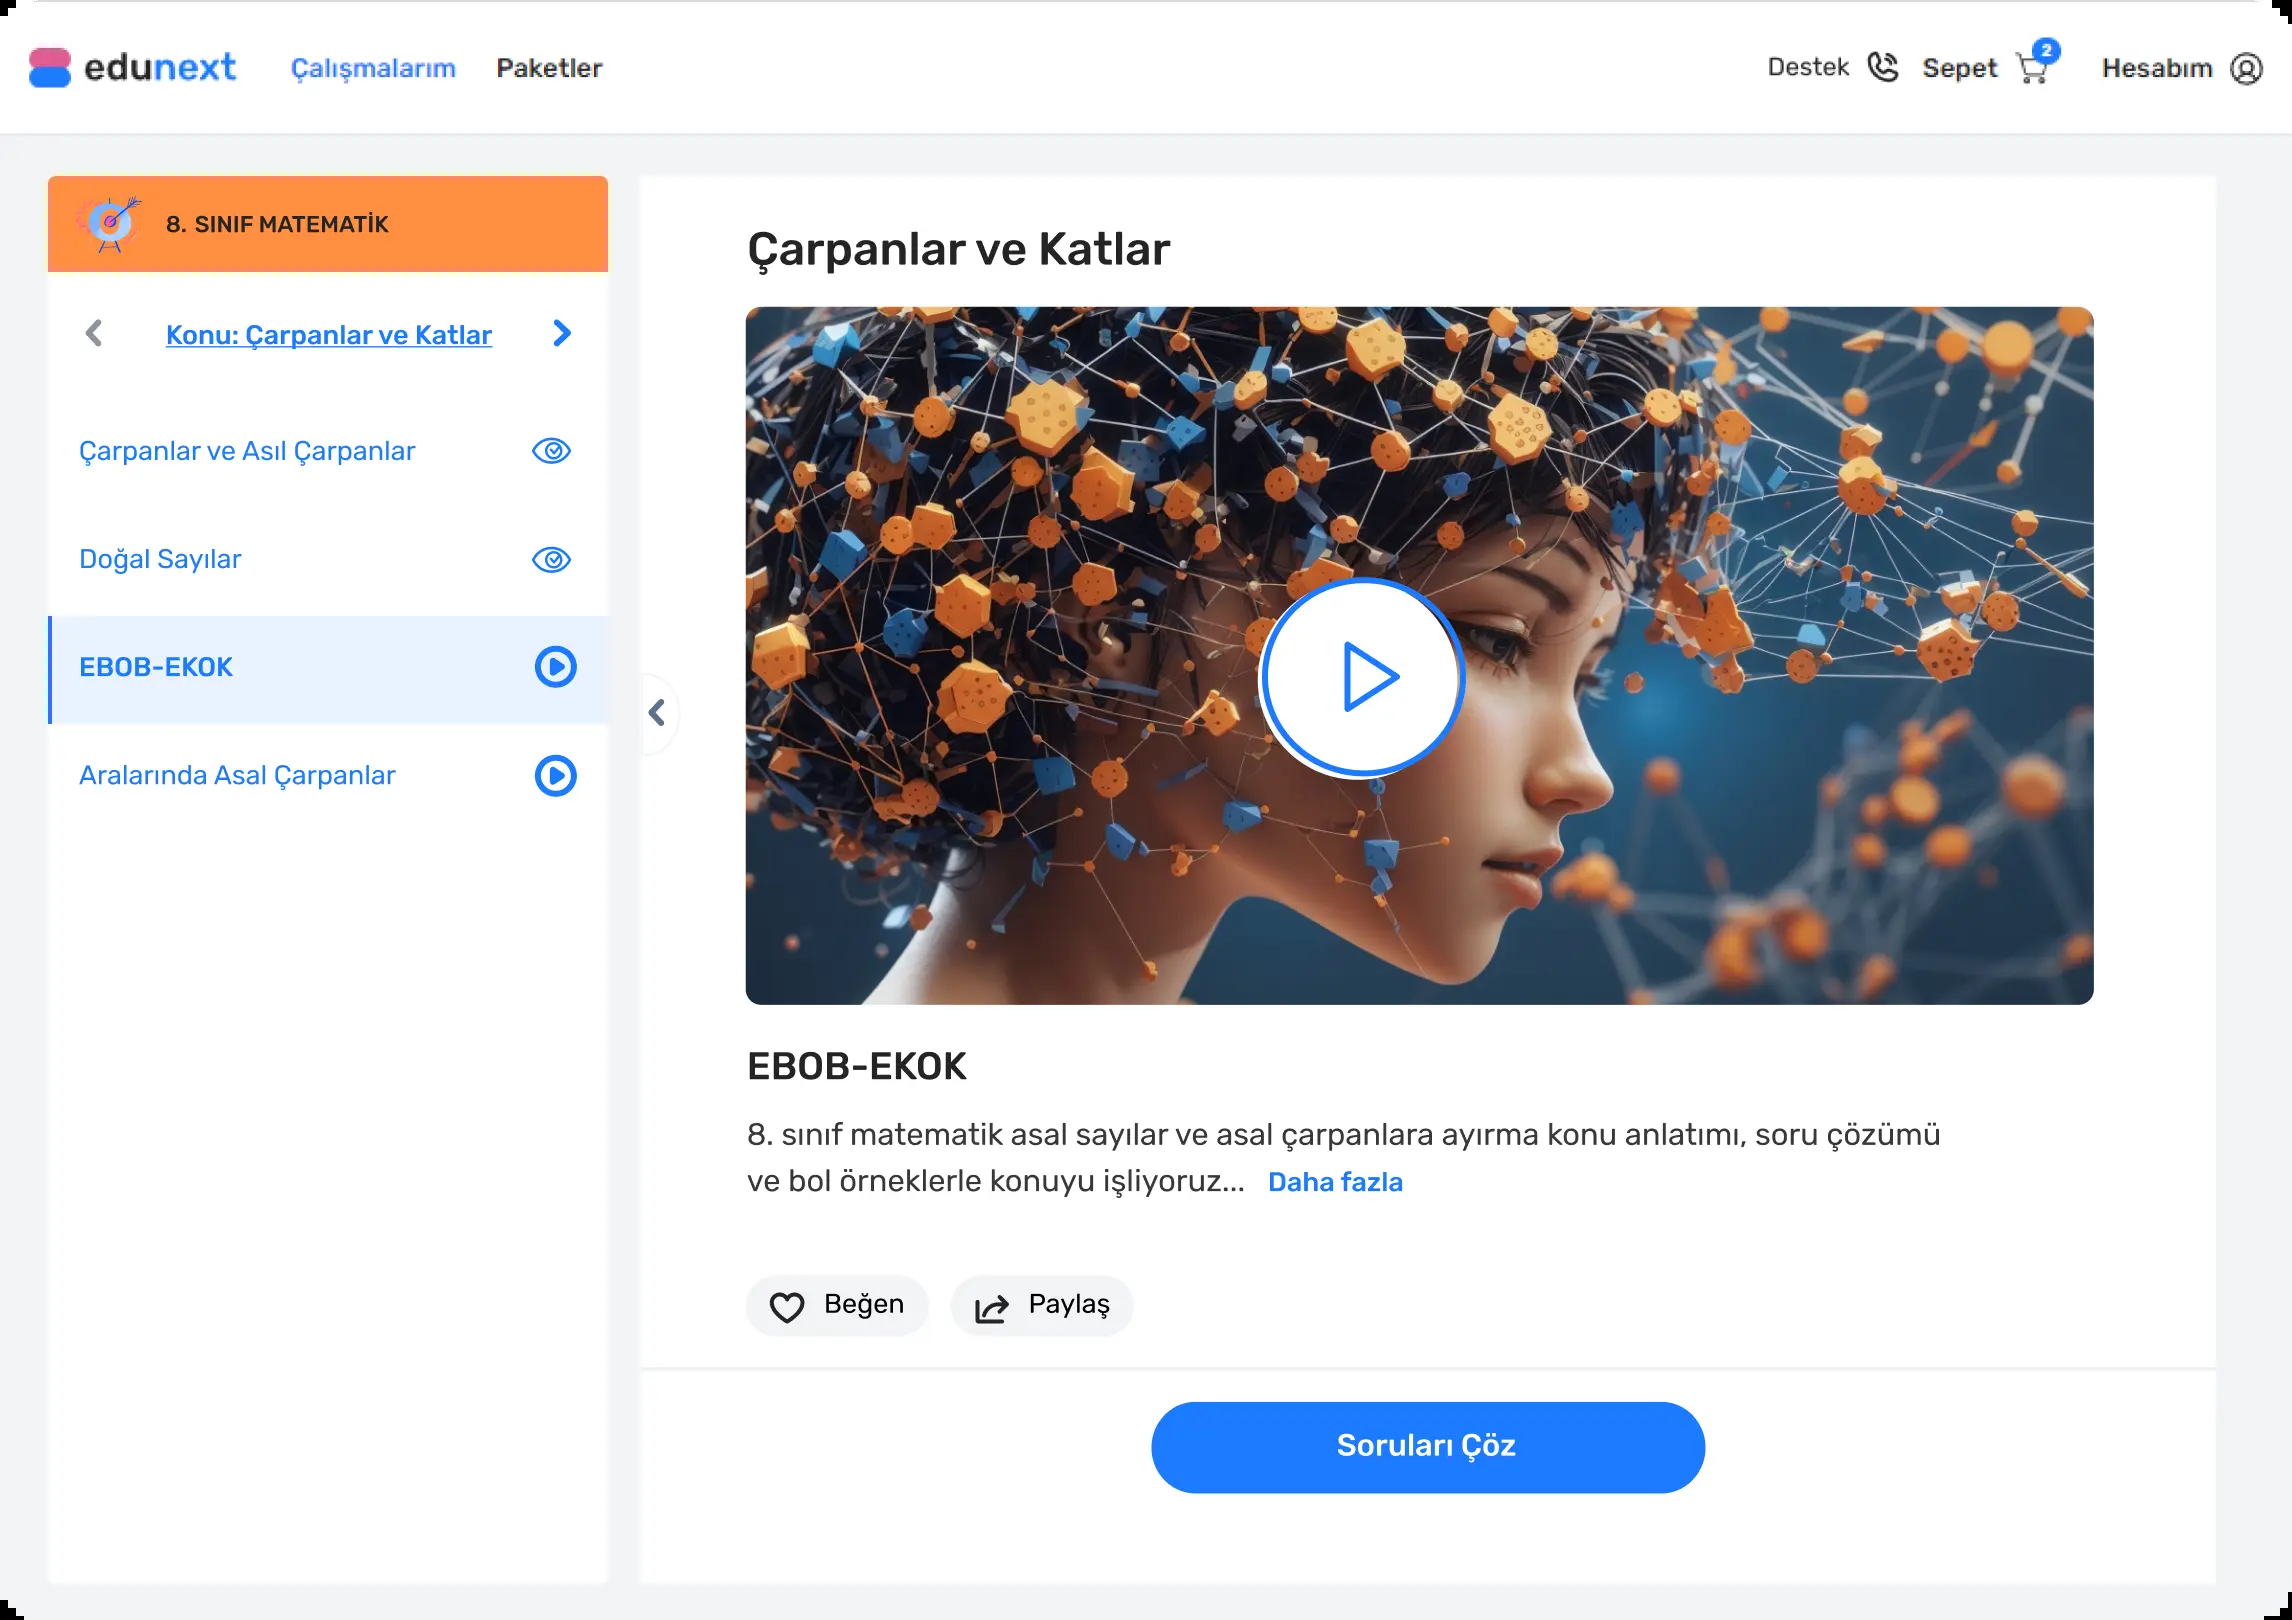 edunext
Çalışmalarım
Paketler
Destek
Sepet
2
Hesabım
8. SINIF MATEMATİK
Konu: Çarpanlar ve Katlar
Çarpanlar ve Asıl Çarpanlar
Doğal Sayılar
EBOB-EKOK
Aralarında Asal Çarpanlar
Çarpanlar ve Katlar
EBOB-EKOK
8. sınıf matematik asal sayılar ve asal çarpanlara ayırma konu anlatımı, soru çözümü
ve bol örneklerle konuyu işliyoruz... Daha fazla
Beğen
Paylaş
Soruları Çöz